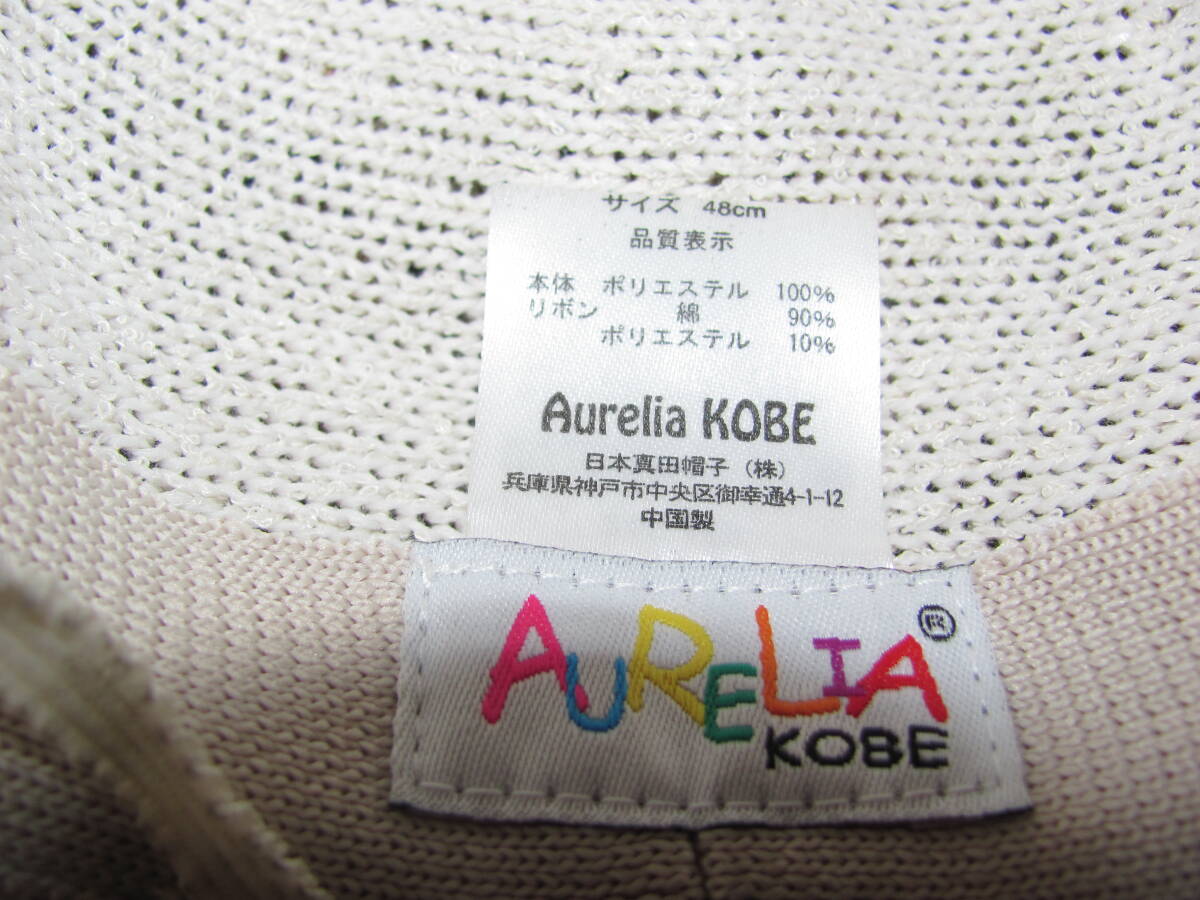 サイズ 48cm
品質表示
本体 ポリエステル 100%
リボン 綿 90%
ポリエステル 10%
Aurelia KOBE
日本真田帽子（株）
兵庫県神戸市中央区御幸通4-1-12
中国製
AURELIA®
KOBE